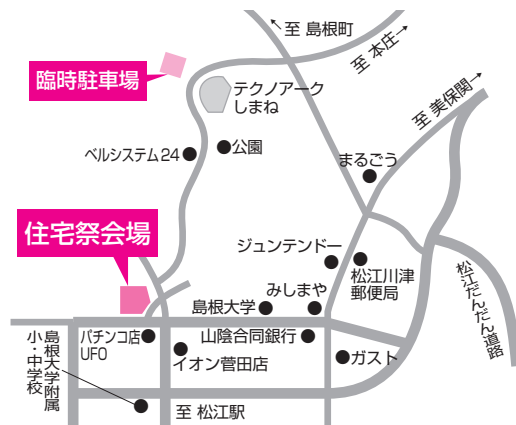 至 島根町
至 本庄
臨時駐車場
テクノアーク
しまね
至 美保関
ベルシステム24
公園
まるごう
住宅祭会場
ジュンテンドー
松江川津
郵便局
みしまや
島根大学
松江だんだん道路
パチンコ店
UFO
山陰合同銀行
イオン菅田店
ガスト
島根大学附属
小・中学校
至 松江駅